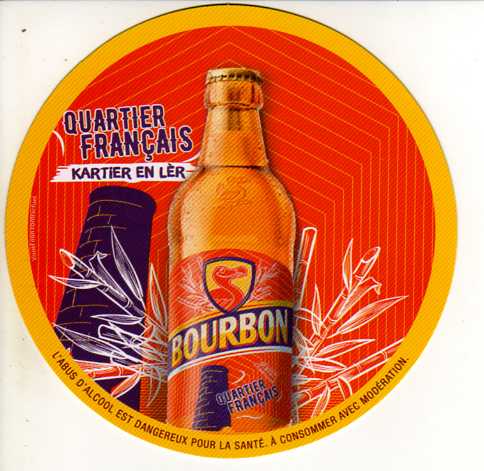 QUARTIER
FRANÇAIS
KARTIER EN LÈR
BOURBON
QUARTIER
FRANÇAIS
L'ABUS D'ALCOOL EST DANGEREUX POUR LA SANTÉ. À CONSOMMER AVEC MODÉRATION.